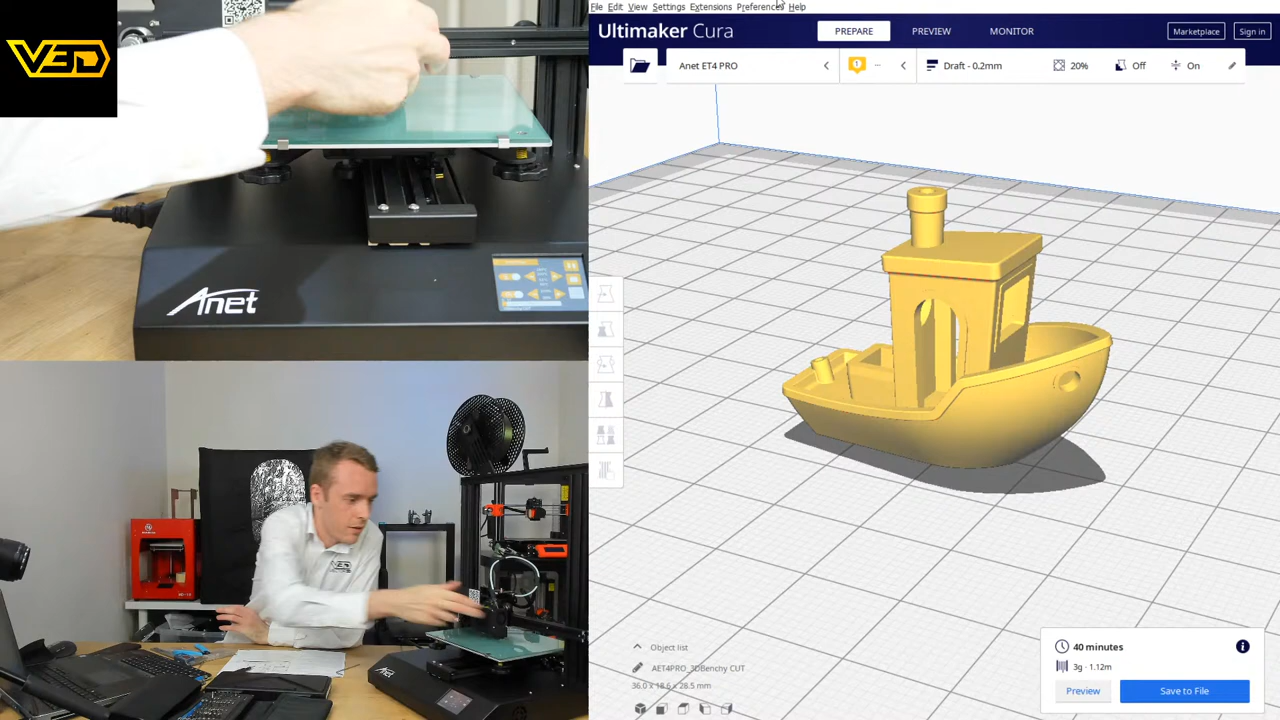 V3D
Anet
V3D
Anet
File Edit View Settings Extensions Preferences Help
Ultimaker Cura
PREPARE
PREVIEW
MONITOR
Marketplace
Sign in
Anet ET4 PRO
Draft - 0.2mm
20%
Off
On
Object list
AET4PRO_3DBenchy CUT
36.0 x 18.6 x 28.5 mm
40 minutes
3g · 1.12m
Preview
Save to File